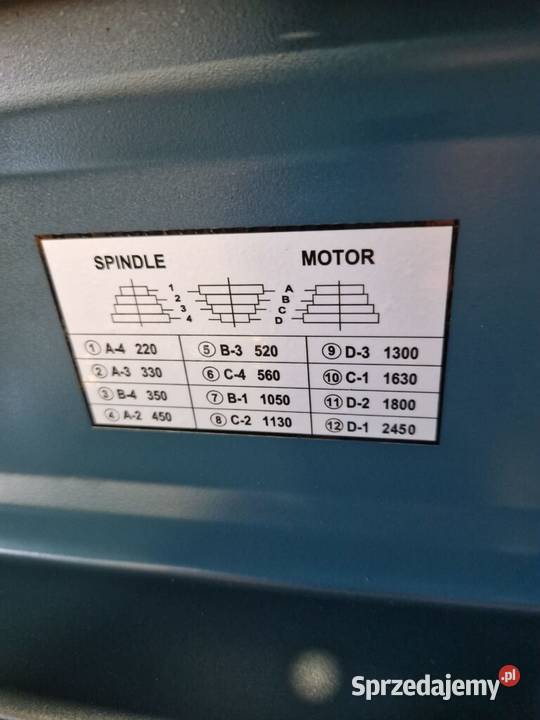 SPINDLE MOTOR
1 A
2 B
3 C
4 D
① A-4 220 ⑤ B-3 520 ⑨ D-3 1300
② A-3 330 ⑥ C-4 560 ⑩ C-1 1630
③ B-4 350 ⑦ B-1 1050 ⑪ D-2 1800
④ A-2 450 ⑧ C-2 1130 ⑫ D-1 2450
Sprzedajemy.pl